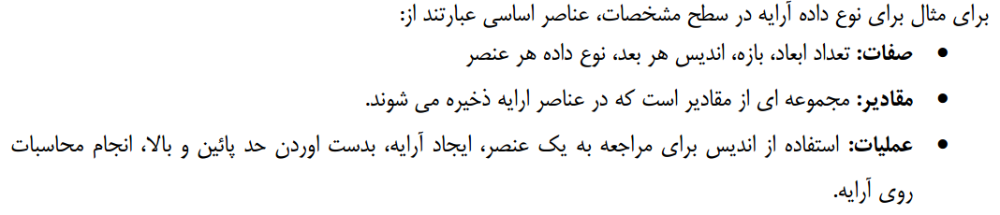 برای مثال برای نوع داده آرایه در سطح مشخصات، عناصر اساسی عبارتند از:
• صفات: تعداد ابعاد، بازه، اندیس هر بعد، نوع داده هر عنصر
• مقادیر: مجموعه ای از مقادیر است که در عناصر ارایه ذخیره می شوند.
• عملیات: استفاده از اندیس برای مراجعه به یک عنصر، ایجاد آرایه، بدست اوردن حد پائین و بالا، انجام محاسبات
روی آرایه.